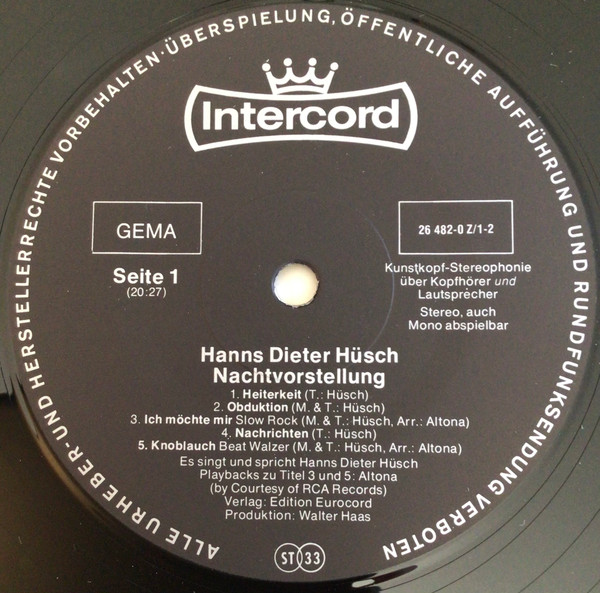 ALLE URHEBER- UND HERSTELLERRECHTE VORBEHALTEN·ÜBERSPIELUNG, ÖFFENTLICHE AUFFÜHRUNG UND RUNDFUNKSENDUNG VERBOTEN
Intercord
GEMA
26 482-0 Z/1-2
Seite 1
(20:27)
Kunstkopf-Stereophonie
über Kopfhörer und
Lautsprecher
Stereo, auch
Mono abspielbar
Hanns Dieter Hüsch
Nachtvorstellung
1. Heiterkeit (T.: Hüsch)
2. Obduktion (M. & T.: Hüsch)
3. Ich möchte mir Slow Rock (M. & T.: Hüsch, Arr.: Altona)
4. Nachrichten (T.: Hüsch)
5. Knoblauch Beat Walzer (M. & T.: Hüsch, Arr.: Altona)
Es singt und spricht Hanns Dieter Hüsch
Playbacks zu Titel 3 und 5: Altona
(by Courtesy of RCA Records)
Verlag: Edition Eurocord
Produktion: Walter Haas
ST 33